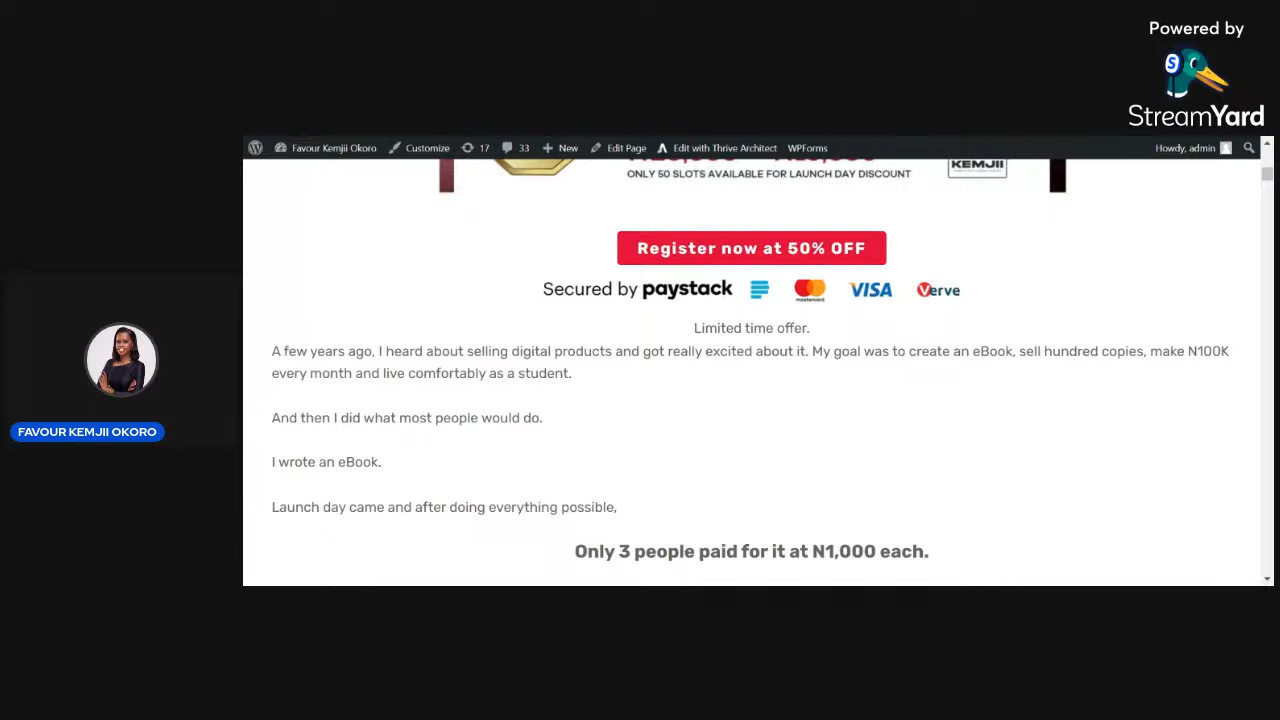 Powered by
S
StreamYard
Favour Kemjii Okoro Customize 17 33 New Edit Page Edit with Thrive Architect WPForms Howdy, admin
KEMJII
ONLY 50 SLOTS AVAILABLE FOR LAUNCH DAY DISCOUNT
Register now at 50% OFF
Secured by paystack mastercard VISA Verve
Limited time offer.
A few years ago, I heard about selling digital products and got really excited about it. My goal was to create an eBook, sell hundred copies, make N100K
every month and live comfortably as a student.
And then I did what most people would do.
FAVOUR KEMJII OKORO
I wrote an eBook.
Launch day came and after doing everything possible,
Only 3 people paid for it at N1,000 each.